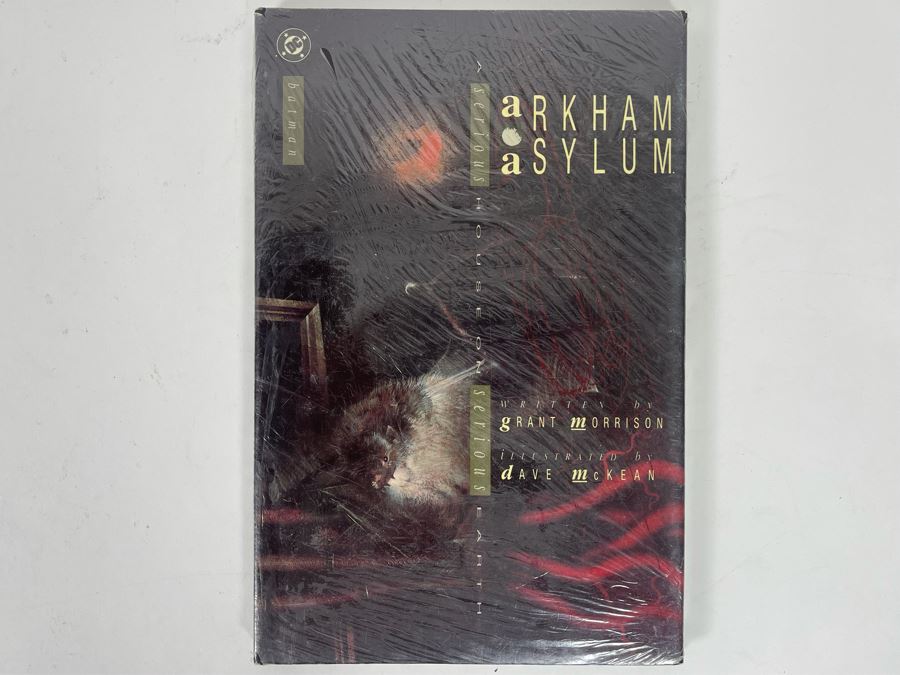 DC
batman
A serious HOUSE ON serious EARTH
aRKHAM
aSYLUM
WRITTEN by
gRANT mORRISON
ILLUSTRATED by
dAVE mcKEAN